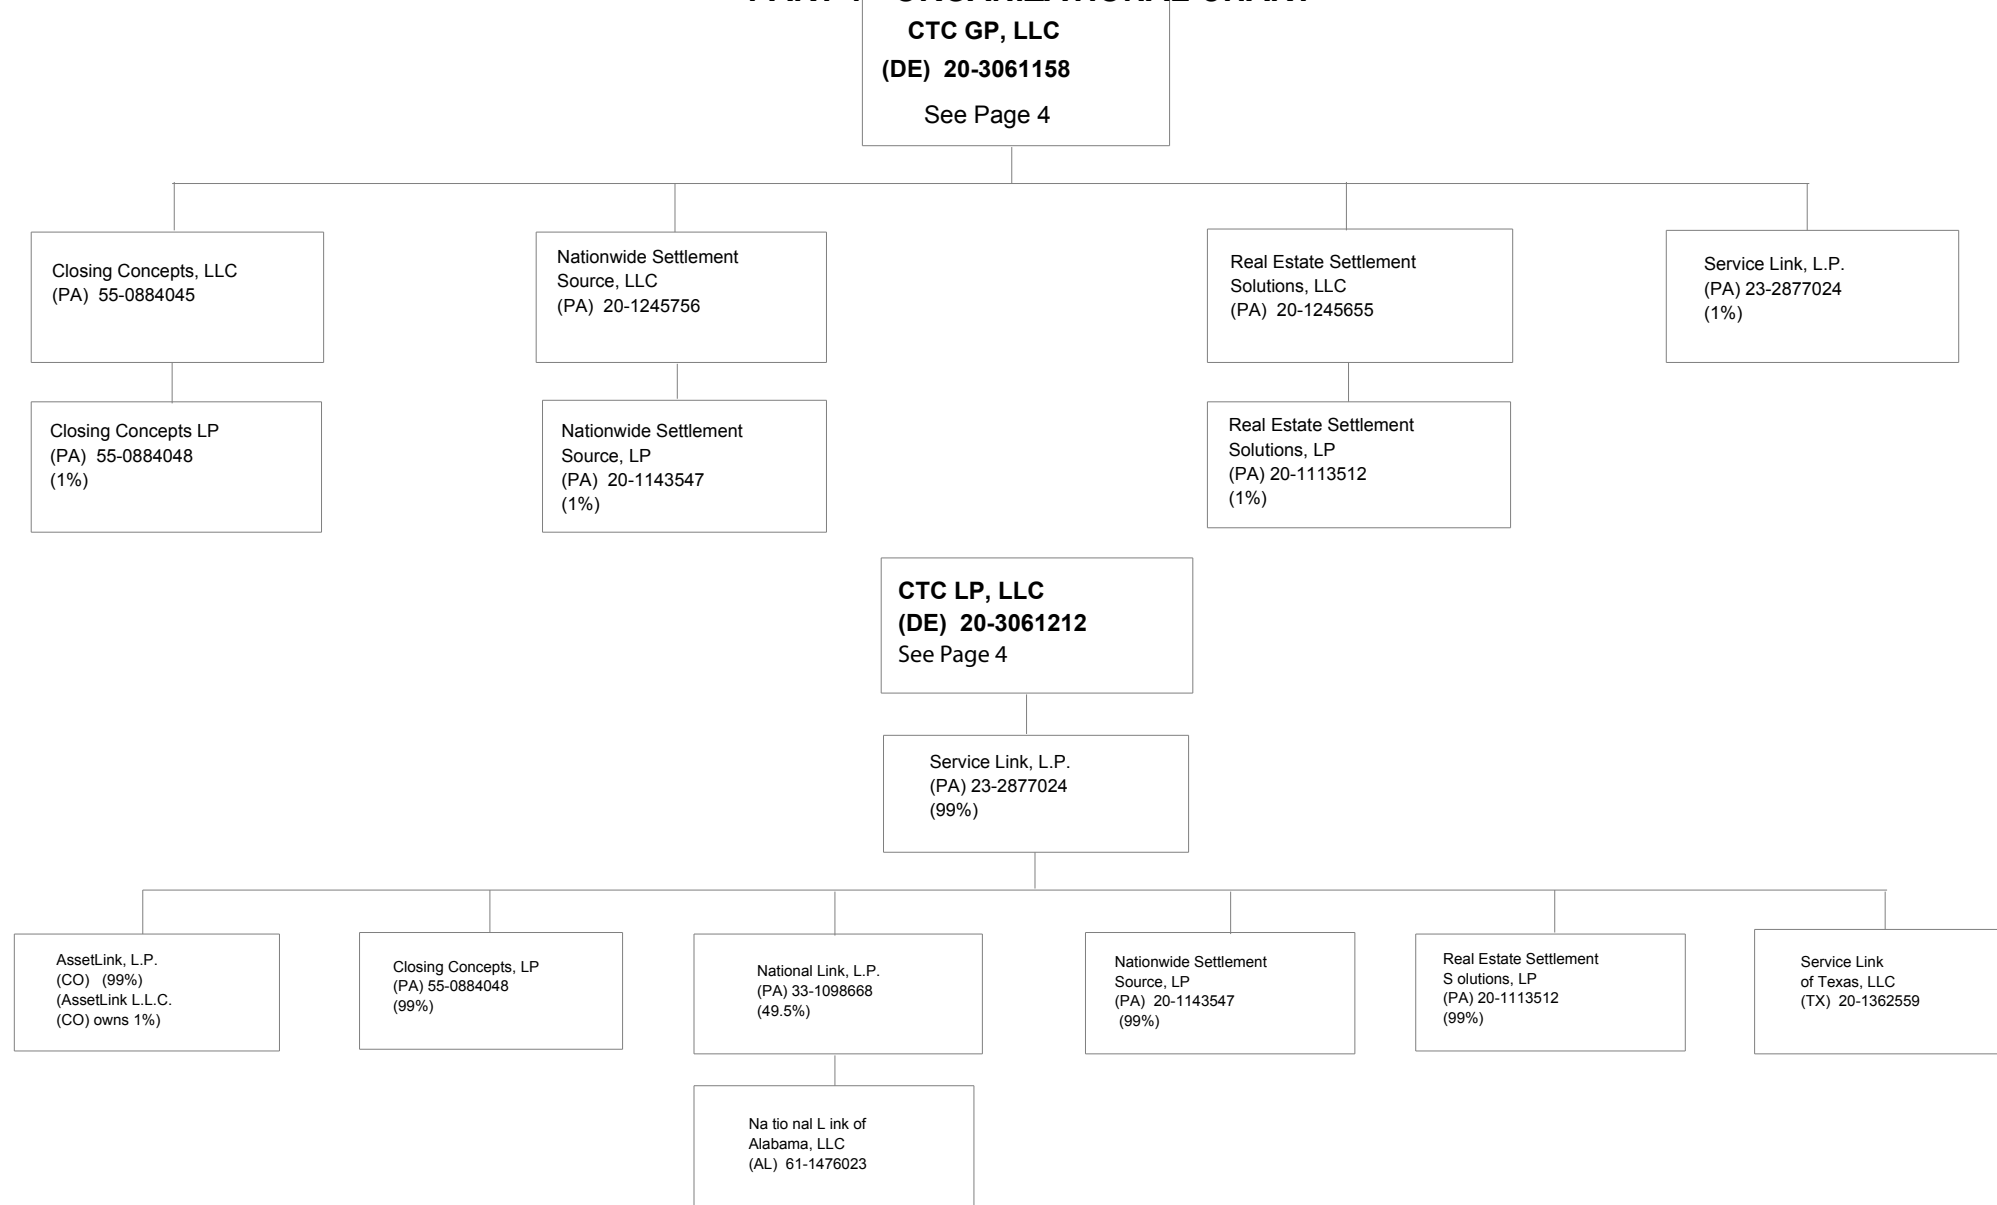 CTC GP, LLC
(DE) 20-3061158
See Page 4
Closing Concepts, LLC
(PA) 55-0884045
Nationwide Settlement
Source, LLC
(PA) 20-1245756
Real Estate Settlement
Solutions, LLC
(PA) 20-1245655
Service Link, L.P.
(PA) 23-2877024
(1%)
Closing Concepts LP
(PA) 55-0884048
(1%)
Nationwide Settlement
Source, LP
(PA) 20-1143547
(1%)
Real Estate Settlement
Solutions, LP
(PA) 20-1113512
(1%)
CTC LP, LLC
(DE) 20-3061212
See Page 4
Service Link, L.P.
(PA) 23-2877024
(99%)
AssetLink, L.P.
(CO) (99%)
(AssetLink L.L.C.
(CO) owns 1%)
Closing Concepts, LP
(PA) 55-0884048
(99%)
National Link, L.P.
(PA) 33-1098668
(49.5%)
Nationwide Settlement
Source, LP
(PA) 20-1143547
(99%)
Real Estate Settlement
S olutions, LP
(PA) 20-1113512
(99%)
Service Link
of Texas, LLC
(TX) 20-1362559
Na tio nal L ink of
Alabama, LLC
(AL) 61-1476023